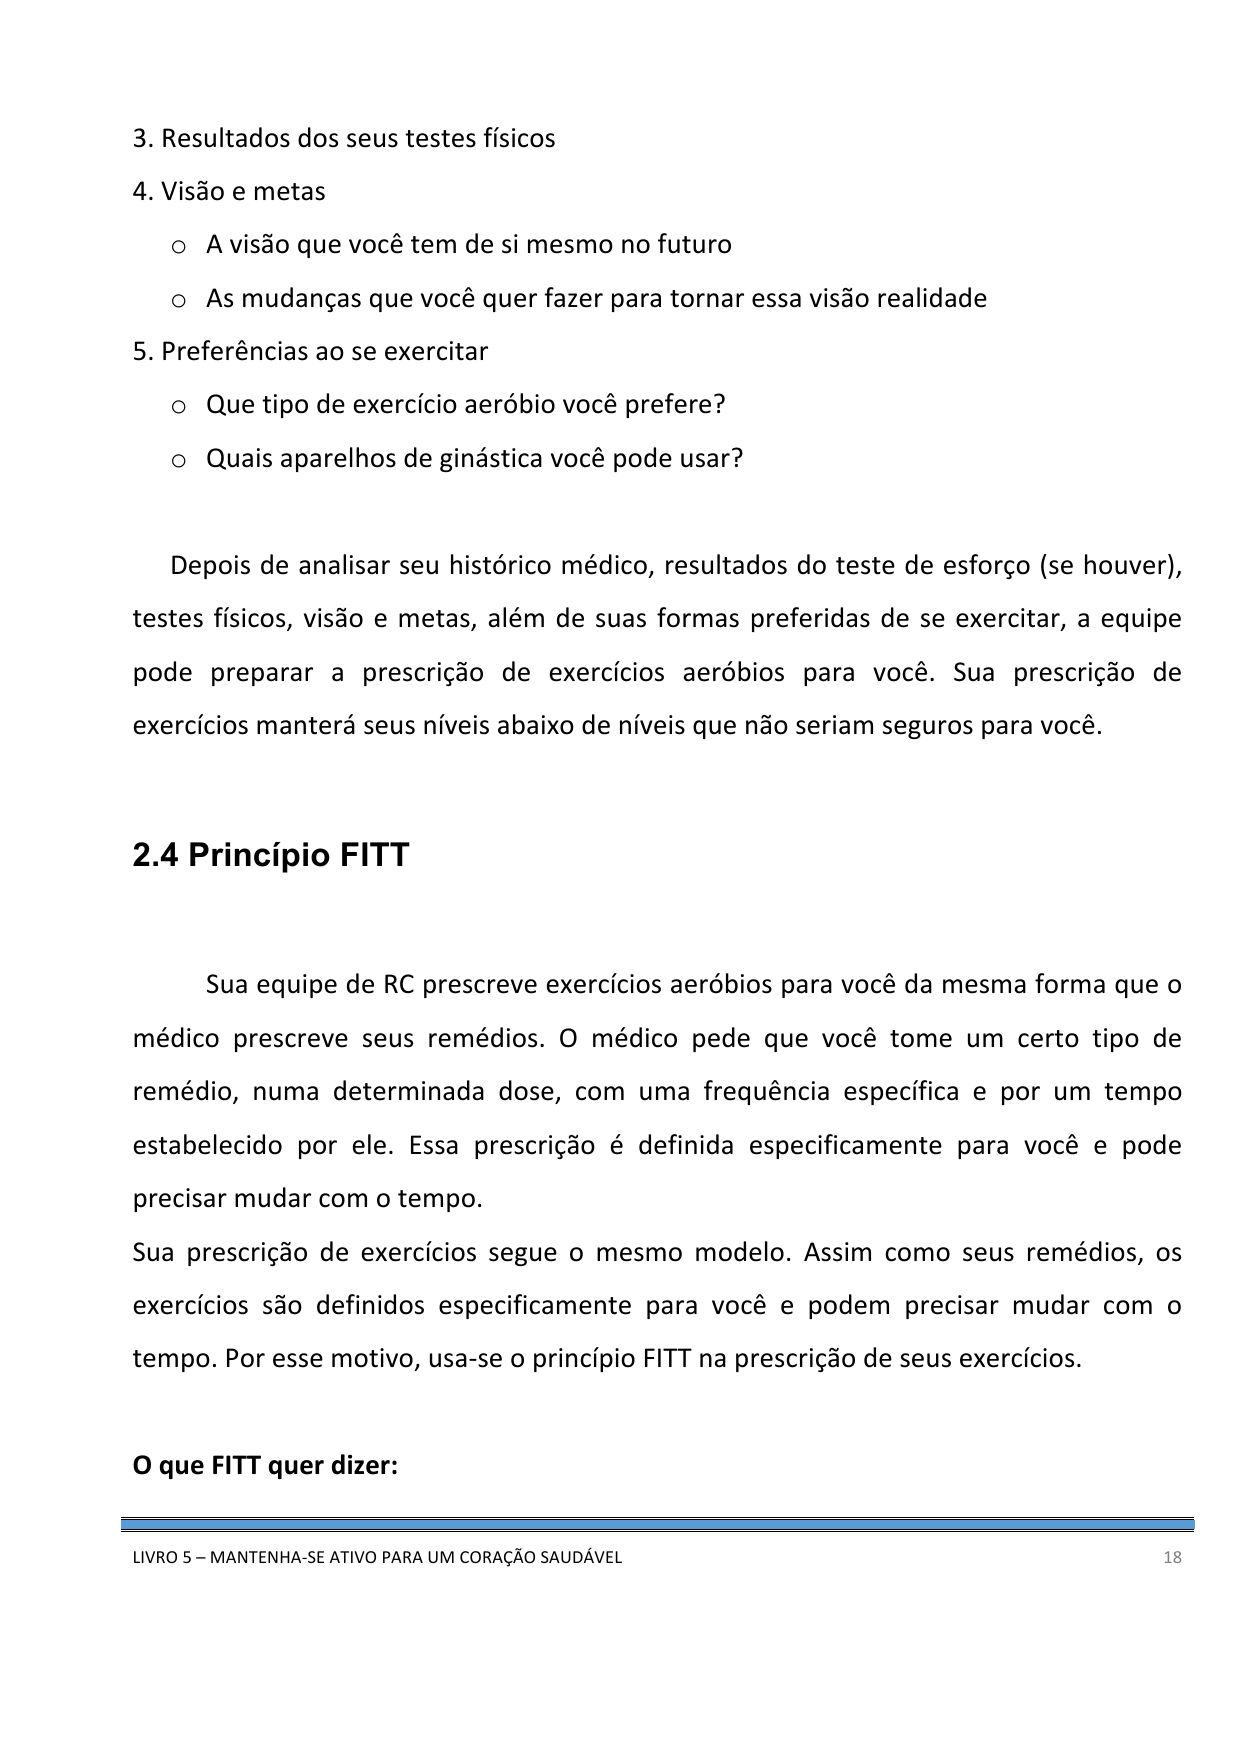 3. Resultados dos seus testes físicos
4. Visão e metas
o A visão que você tem de si mesmo no futuro
o As mudanças que você quer fazer para tornar essa visão realidade
5. Preferências ao se exercitar
o Que tipo de exercício aeróbio você prefere?
o Quais aparelhos de ginástica você pode usar?
Depois de analisar seu histórico médico, resultados do teste de esforço (se houver),
testes físicos, visão e metas, além de suas formas preferidas de se exercitar, a equipe
pode preparar a prescrição de exercícios aeróbios para você. Sua prescrição de
exercícios manterá seus níveis abaixo de níveis que não seriam seguros para você.
2.4 Princípio FITT
Sua equipe de RC prescreve exercícios aeróbios para você da mesma forma que o
médico prescreve seus remédios. O médico pede que você tome um certo tipo de
remédio, numa determinada dose, com uma frequência específica e por um tempo
estabelecido por ele. Essa prescrição é definida especificamente para você e pode
precisar mudar com o tempo.
Sua prescrição de exercícios segue o mesmo modelo. Assim como seus remédios, os
exercícios são definidos especificamente para você e podem precisar mudar com o
tempo. Por esse motivo, usa-se o princípio FITT na prescrição de seus exercícios.
O que FITT quer dizer:
LIVRO 5 – MANTENHA-SE ATIVO PARA UM CORAÇÃO SAUDÁVEL 18